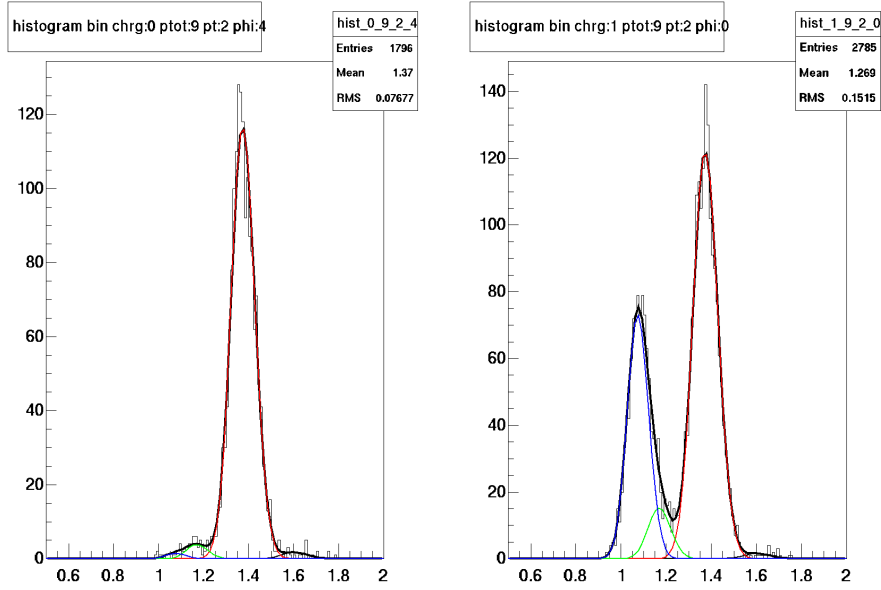 histogram bin chrg:0 ptot:9 pt:2 phi:4
hist_0_9_2_4
Entries 1796
Mean 1.37
RMS 0.07677
120
100
80
60
40
20
0
0.6 0.8 1 1.2 1.4 1.6 1.8 2
histogram bin chrg:1 ptot:9 pt:2 phi:0
hist_1_9_2_0
Entries 2785
Mean 1.269
RMS 0.1515
140
120
100
80
60
40
20
0
0.6 0.8 1 1.2 1.4 1.6 1.8 2